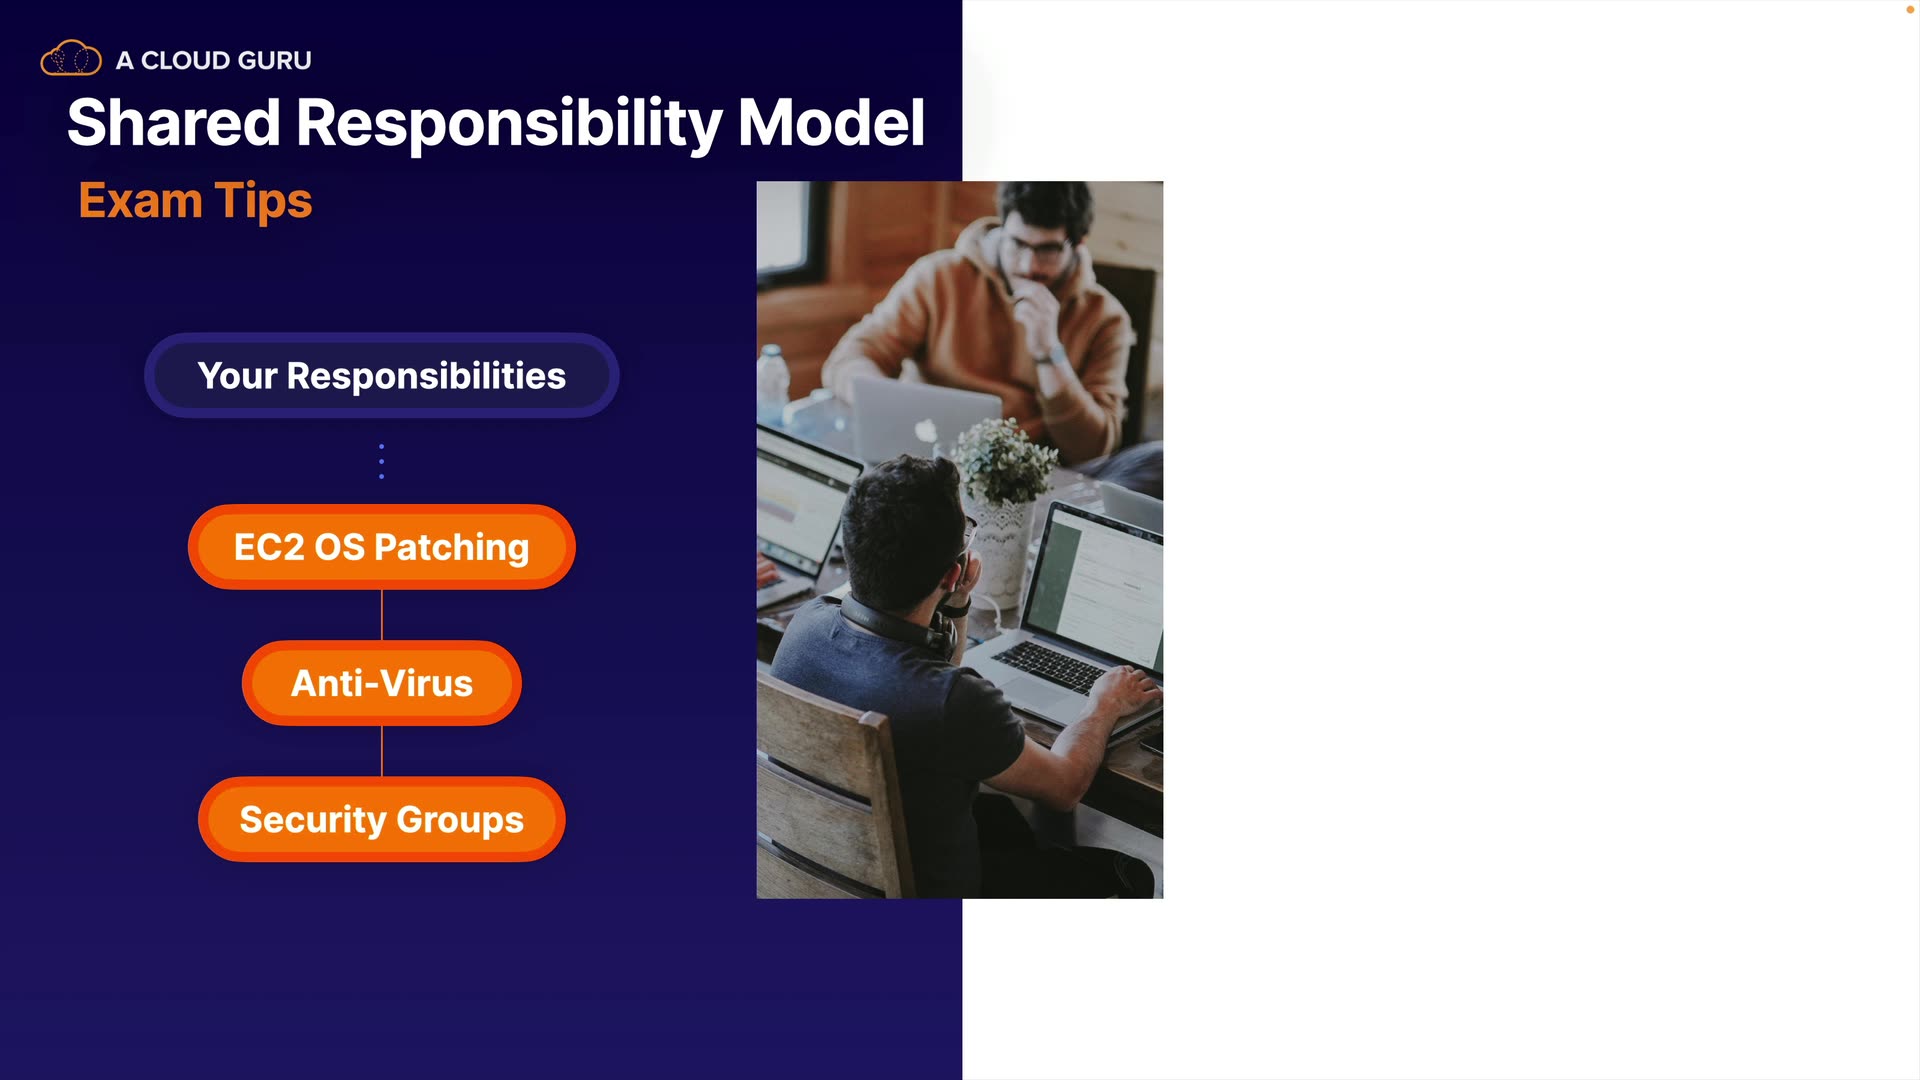 A CLOUD GURU
Shared Responsibility Model
Exam Tips
Your Responsibilities
EC2 OS Patching
Anti-Virus
Security Groups